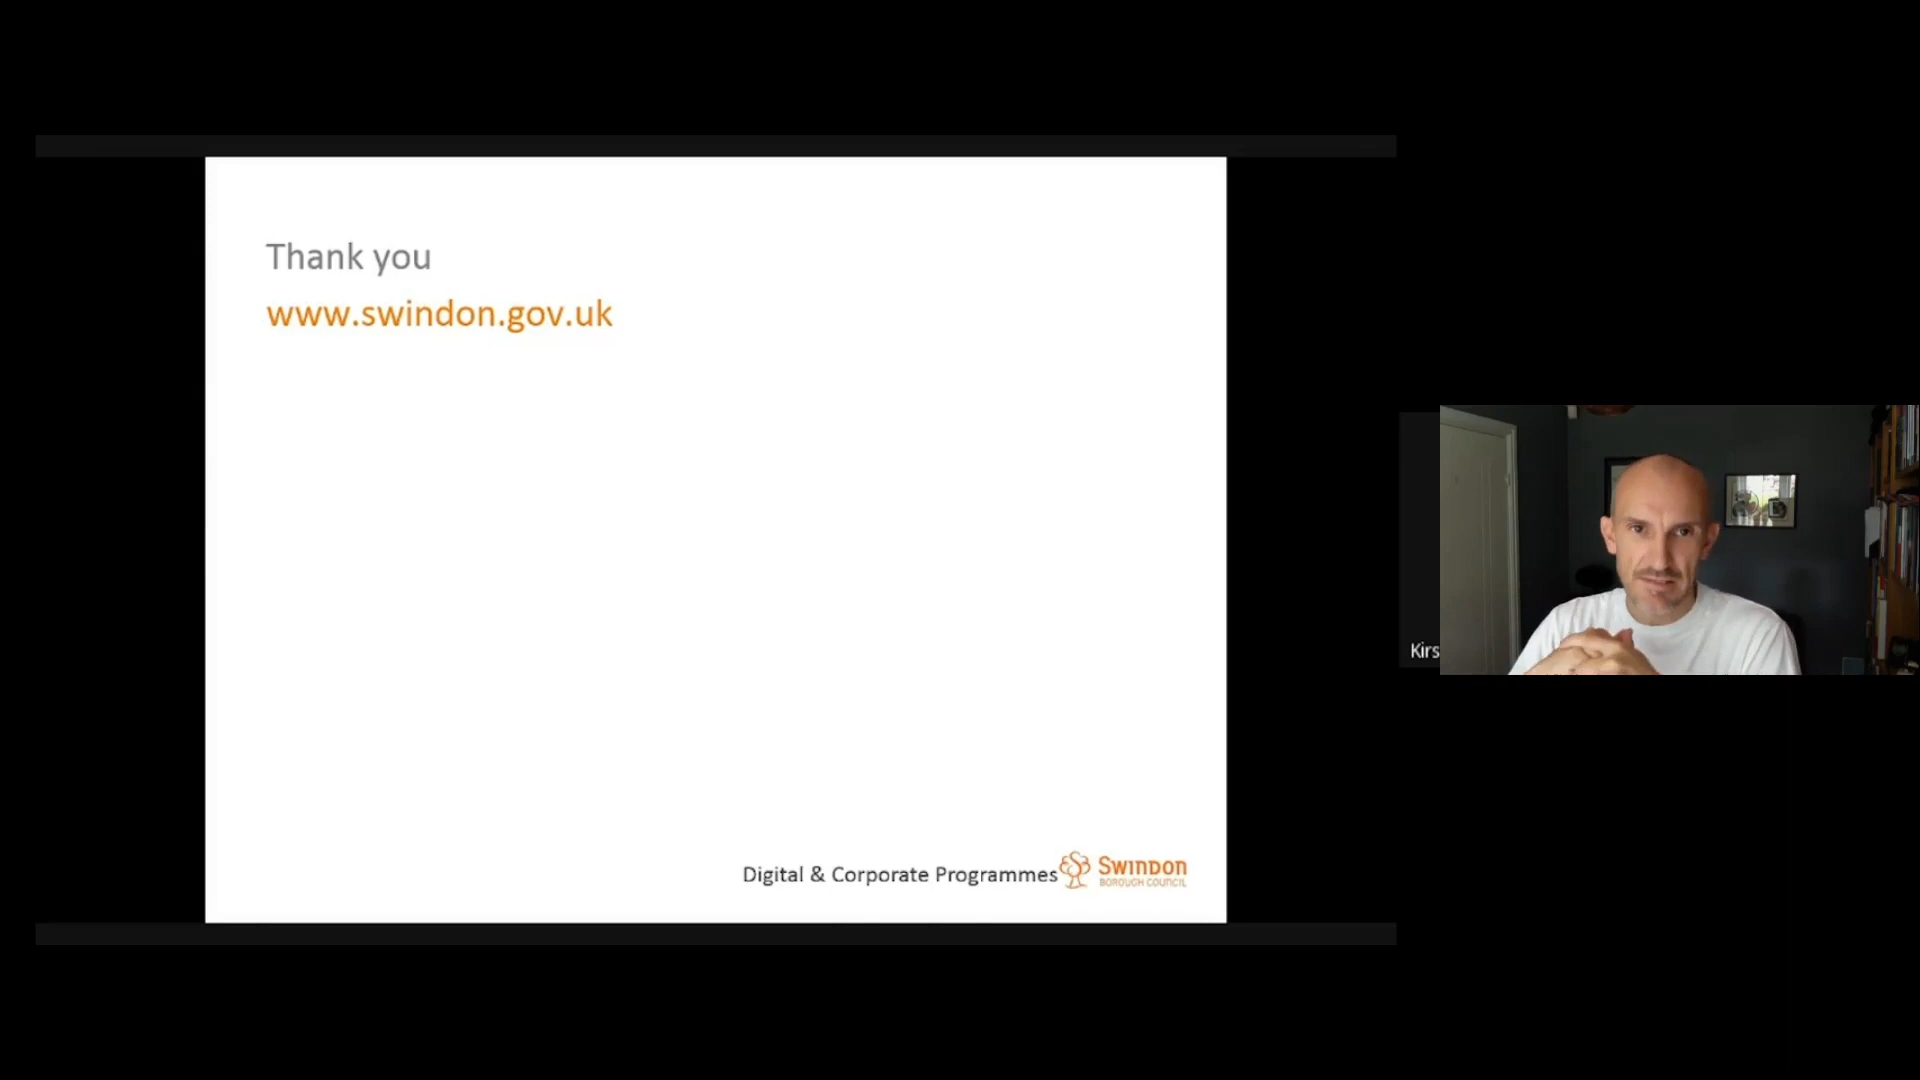 Thank you
www.swindon.gov.uk
Digital & Corporate Programmes
SWINDON
BOROUGH COUNCIL
Kirs